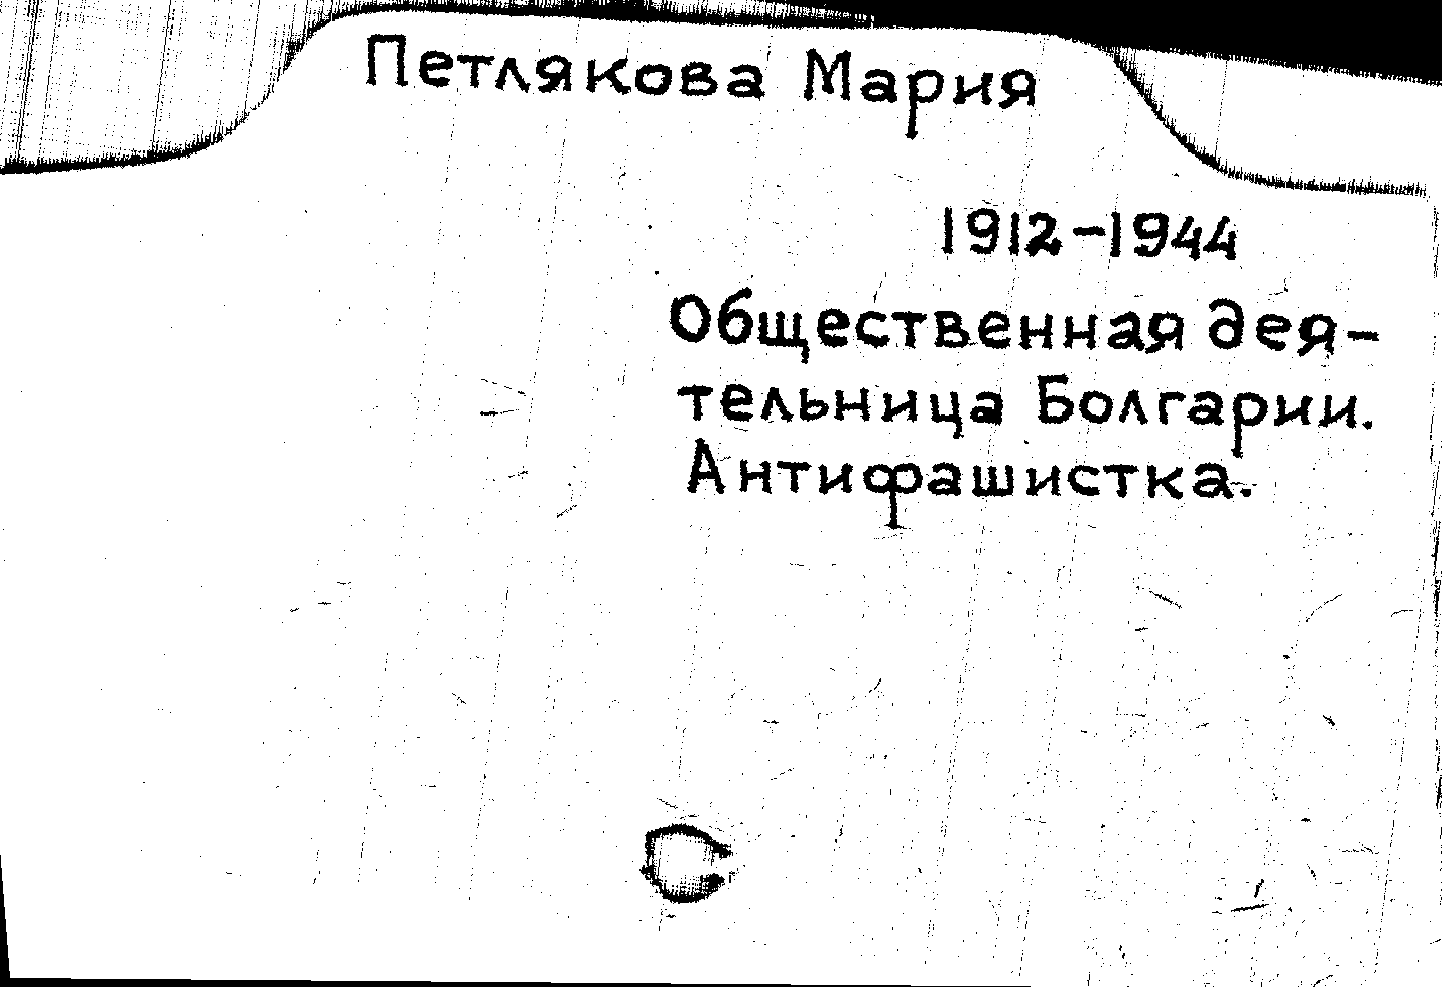 Петлякова Мария
1912-1944
Общественная дея-
тельница Болгарии.
Антифашистка.